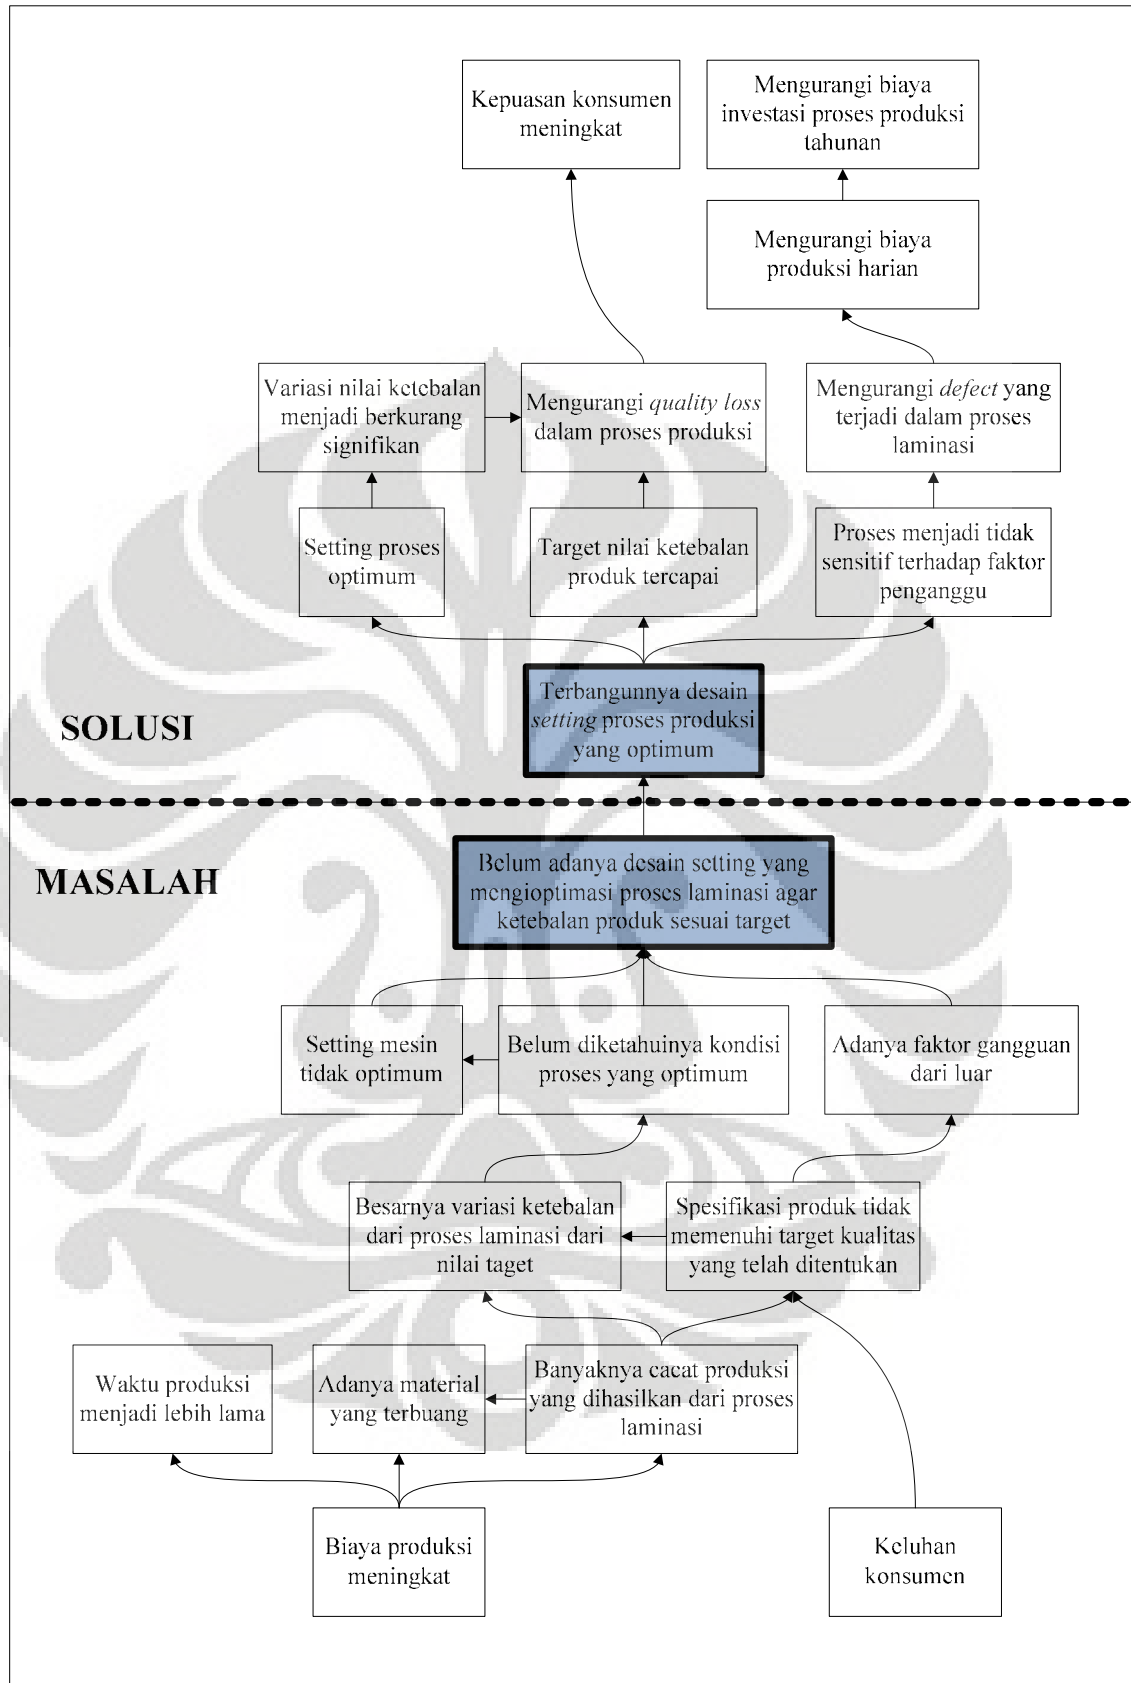 Kepuasan konsumen
meningkat
Mengurangi biaya
investasi proses produksi
tahunan
Mengurangi biaya
produksi harian
Variasi nilai ketebalan
menjadi berkurang
signifikan
Mengurangi quality loss
dalam proses produksi
Mengurangi defect yang
terjadi dalam proses
laminasi
Setting proses
optimum
Target nilai ketebalan
produk tercapai
Proses menjadi tidak
sensitif terhadap faktor
penganggu
Terbangunnya desain
setting proses produksi
yang optimum
SOLUSI
MASALAH
Belum adanya desain setting yang
mengioptimasi proses laminasi agar
ketebalan produk sesuai target
Setting mesin
tidak optimum
Belum diketahuinya kondisi
proses yang optimum
Adanya faktor gangguan
dari luar
Besarnya variasi ketebalan
dari proses laminasi dari
nilai taget
Spesifikasi produk tidak
memenuhi target kualitas
yang telah ditentukan
Waktu produksi
menjadi lebih lama
Adanya material
yang terbuang
Banyaknya cacat produksi
yang dihasilkan dari proses
laminasi
Biaya produksi
meningkat
Keluhan
konsumen